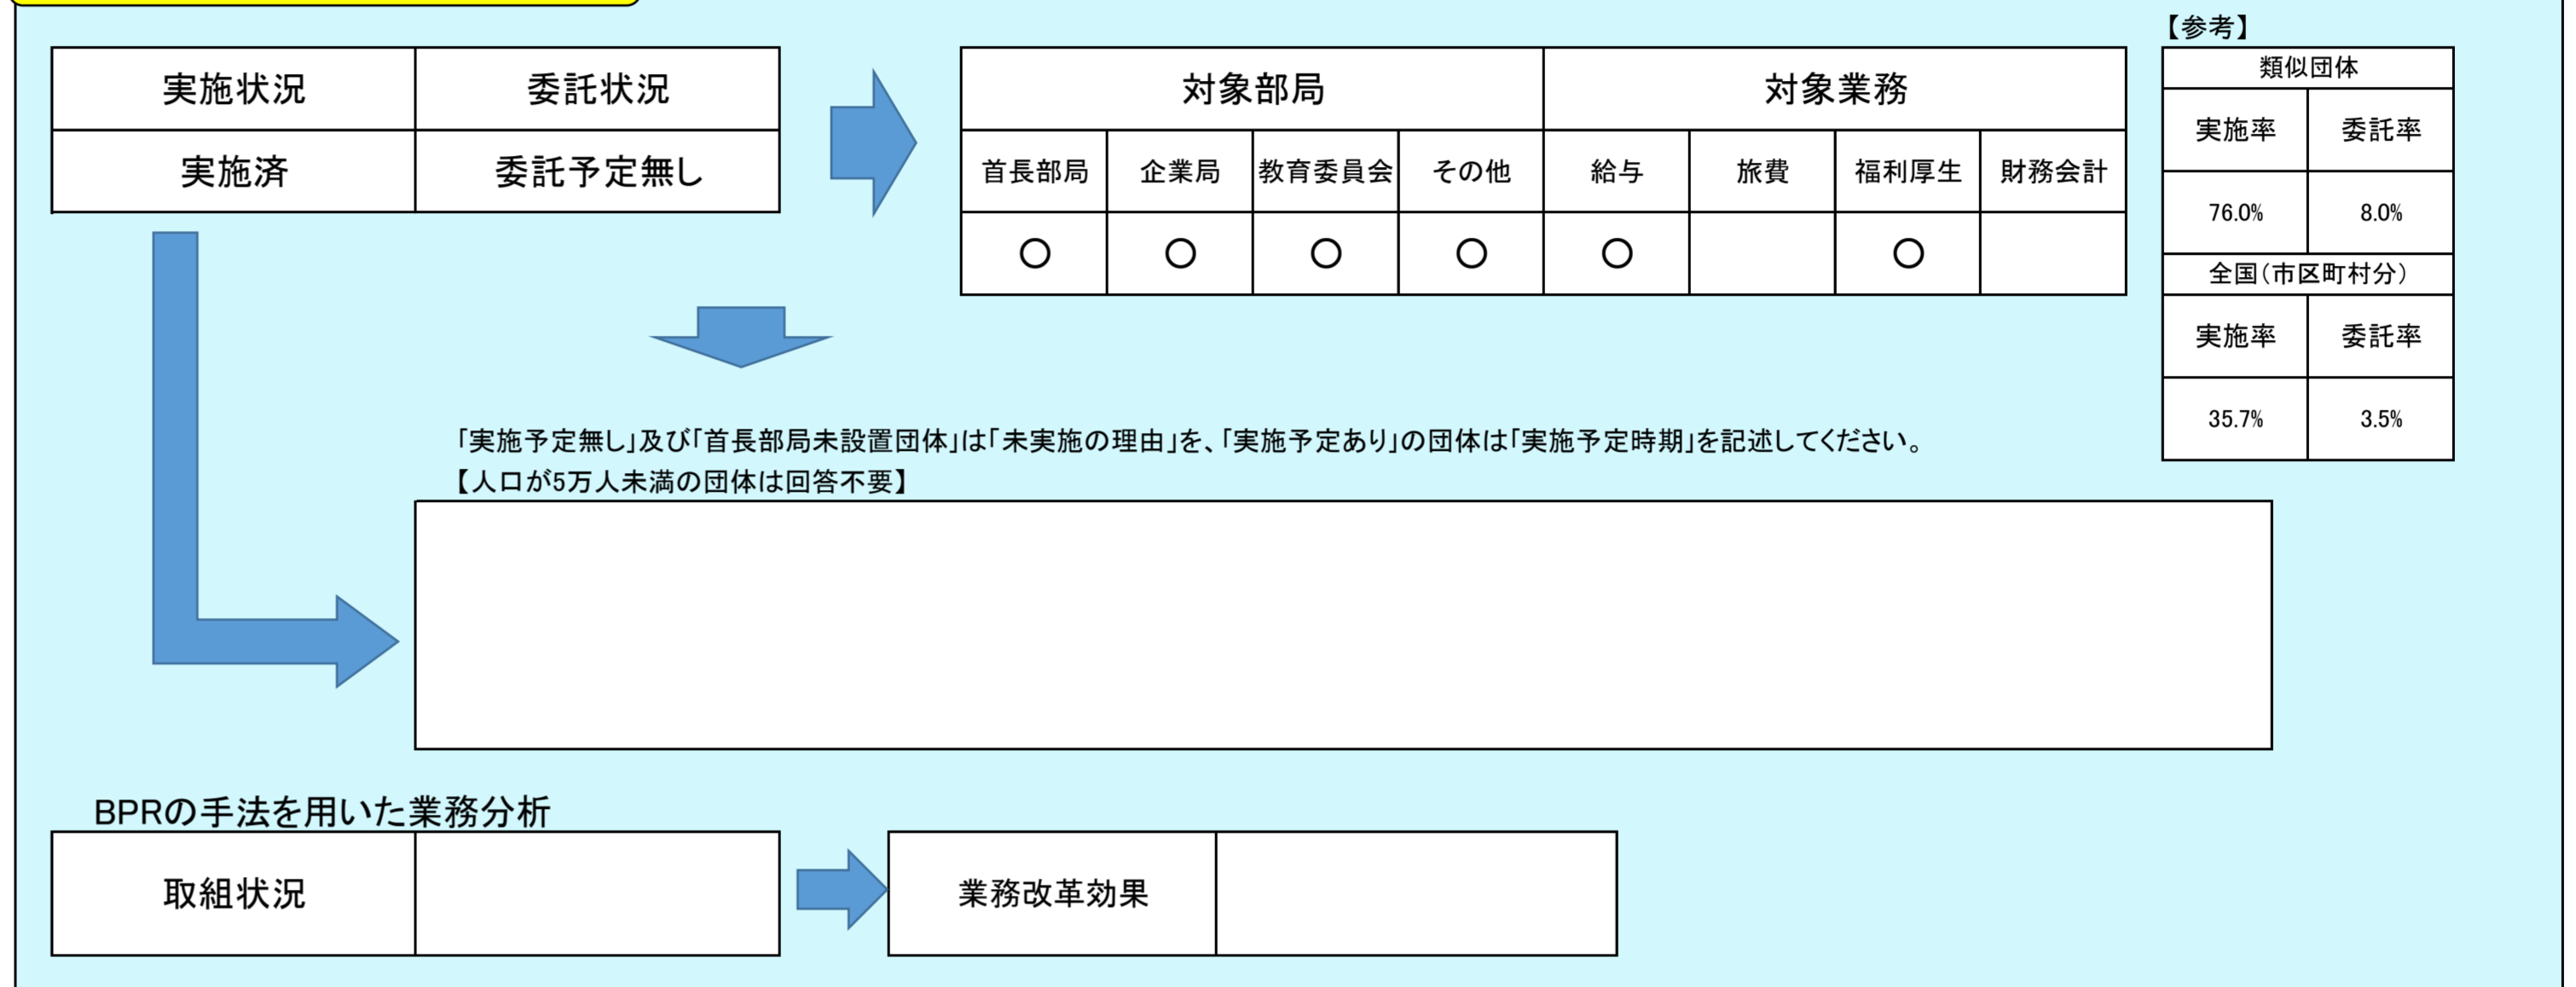 【参考】
実施状況 委託状況
実施済 委託予定無し
対象部局 対象業務
首長部局 企業局 教育委員会 その他 給与 旅費 福利厚生 財務会計
○ ○ ○ ○ ○ ○
類似団体
実施率 委託率
76.0% 8.0%
全国(市区町村分)
実施率 委託率
35.7% 3.5%
「実施予定無し」及び「首長部局未設置団体」は「未実施の理由」を、「実施予定あり」の団体は「実施予定時期」を記述してください。
【人口が5万人未満の団体は回答不要】
BPRの手法を用いた業務分析
取組状況
業務改革効果